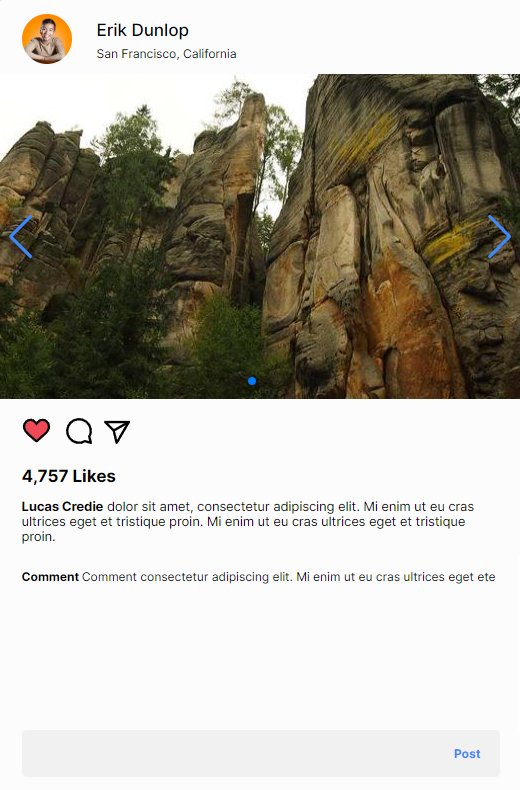 Erik Dunlop
San Francisco, California
4,757 Likes
Lucas Credie dolor sit amet, consectetur adipiscing elit. Mi enim ut eu cras
ultrices eget et tristique proin. Mi enim ut eu cras ultrices eget et tristique
proin.
Comment Comment consectetur adipiscing elit. Mi enim ut eu cras ultrices eget ete
Post